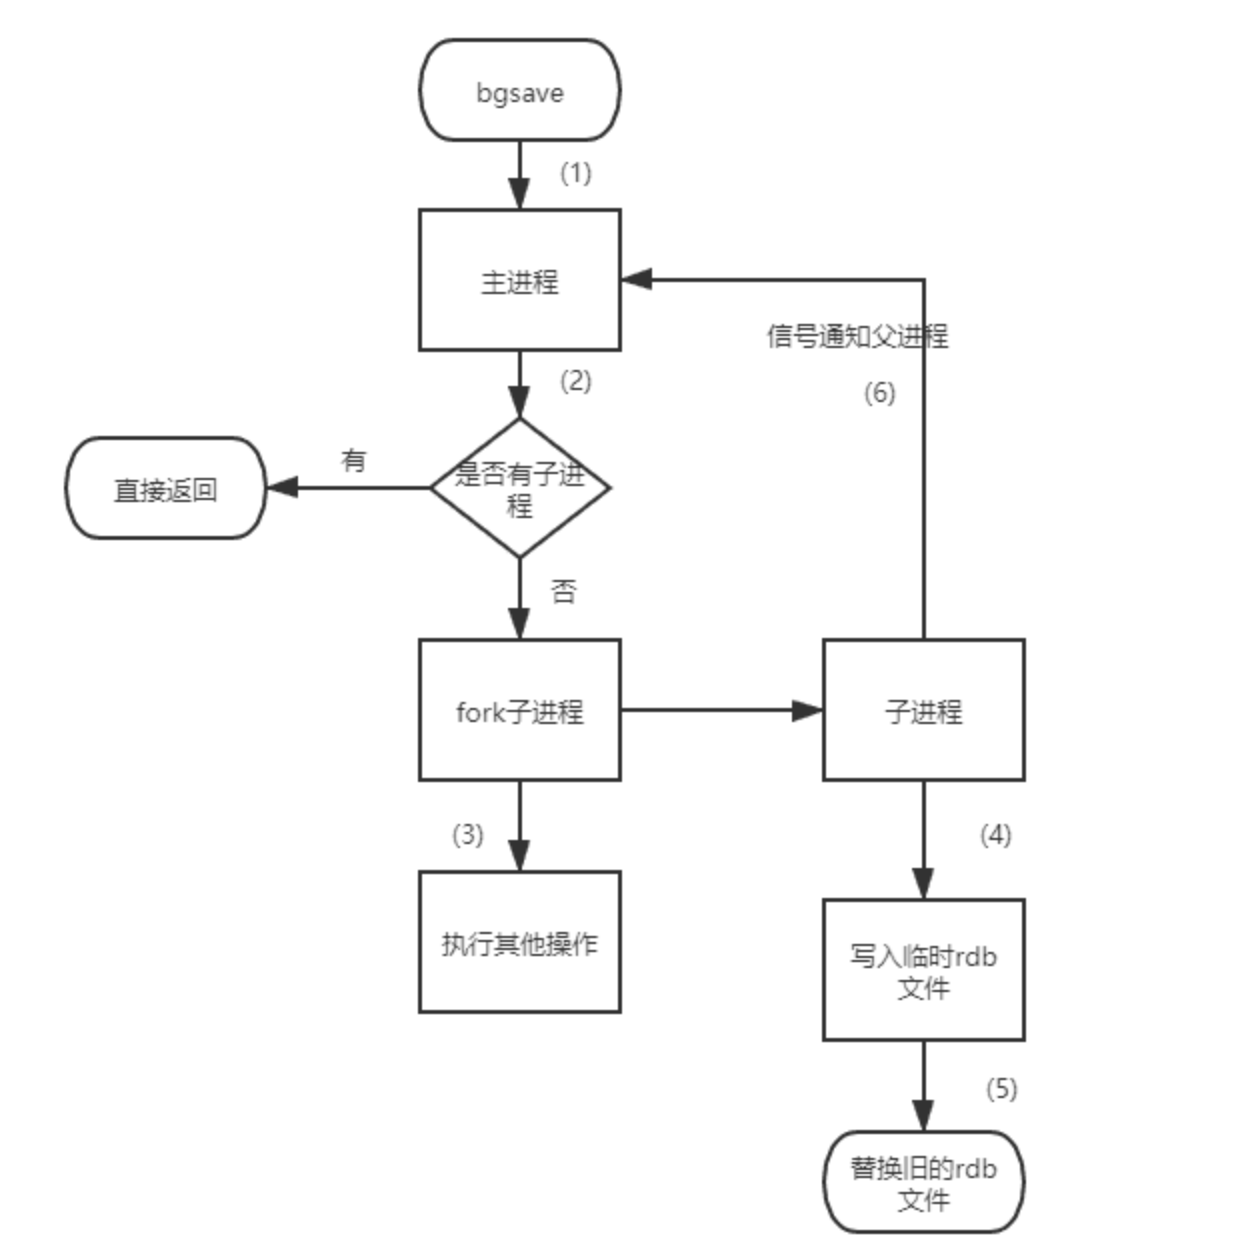 bgsave
(1)
主进程
信号通知父进程
(2)
(6)
有
是否有子进
程
直接返回
否
fork子进程
子进程
(3)
(4)
执行其他操作
写入临时rdb
文件
(5)
替换旧的rdb
文件